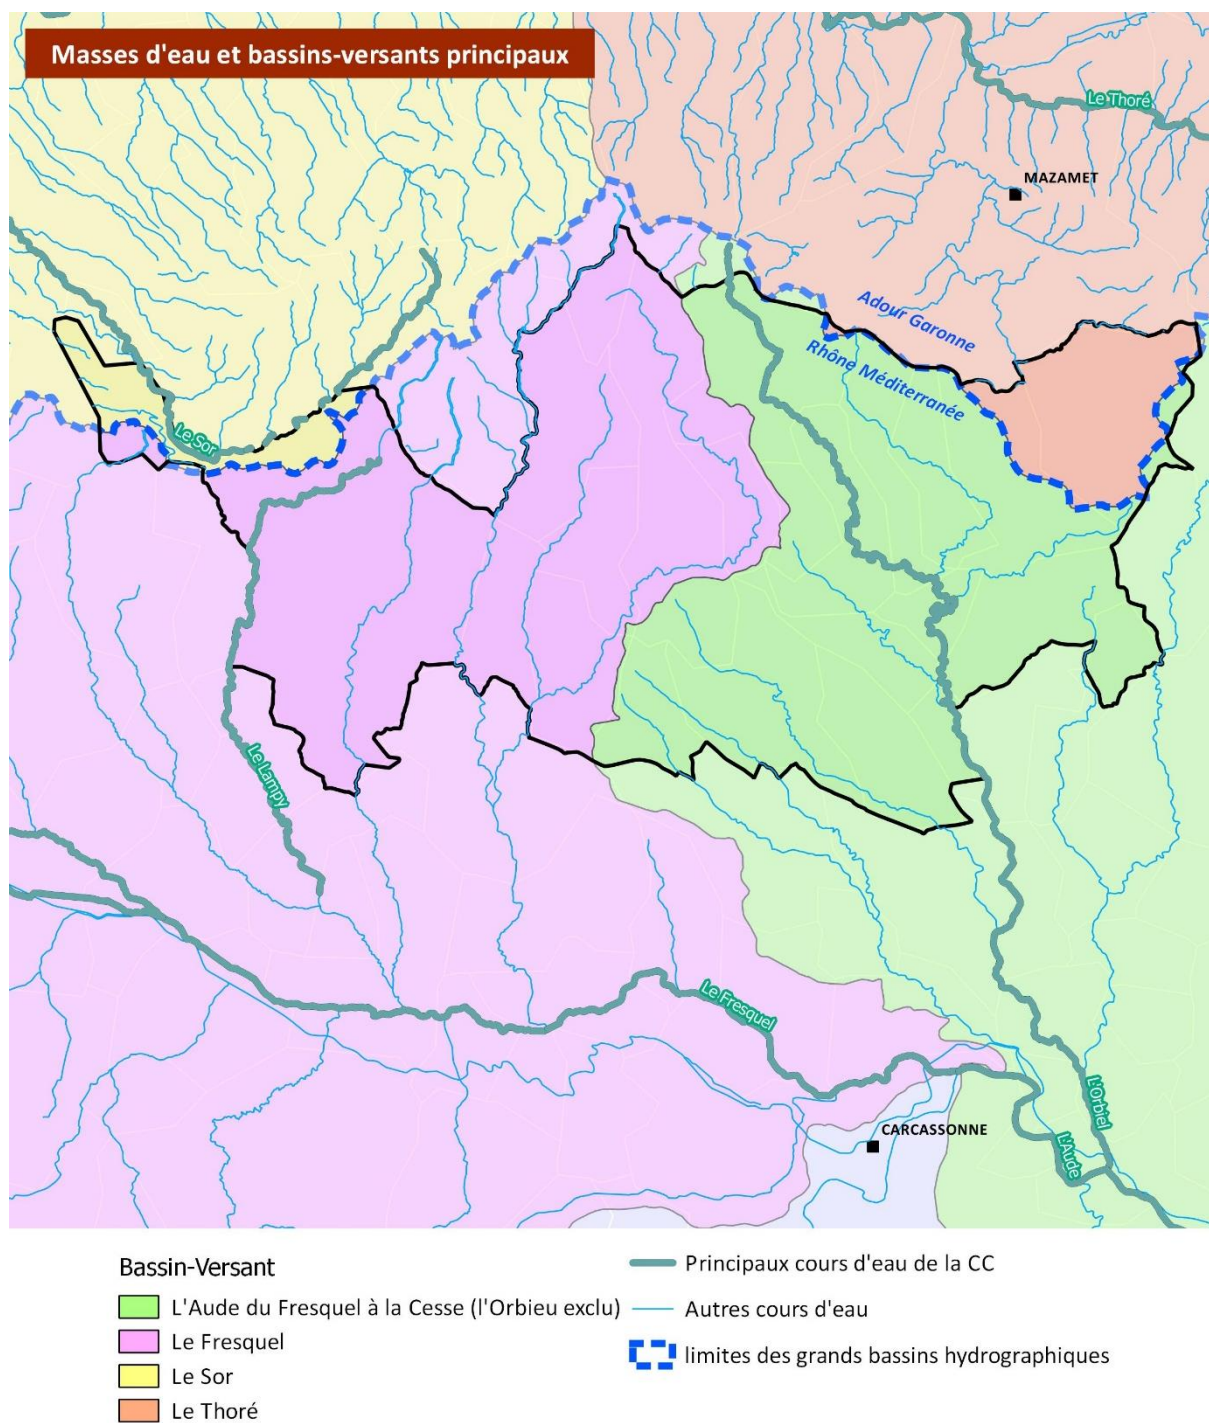 Masses d'eau et bassins-versants principaux
Le Thoré
MAZAMET
Adour Garonne
Rhône Méditerranée
Le Sor
Le Lampy
Le Fresquel
CARCASSONNE
L'Orbiel
L'Aude
Bassin-Versant
L'Aude du Fresquel à la Cesse (l'Orbieu exclu)
Le Fresquel
Le Sor
Le Thoré
Principaux cours d'eau de la CC
Autres cours d'eau
limites des grands bassins hydrographiques